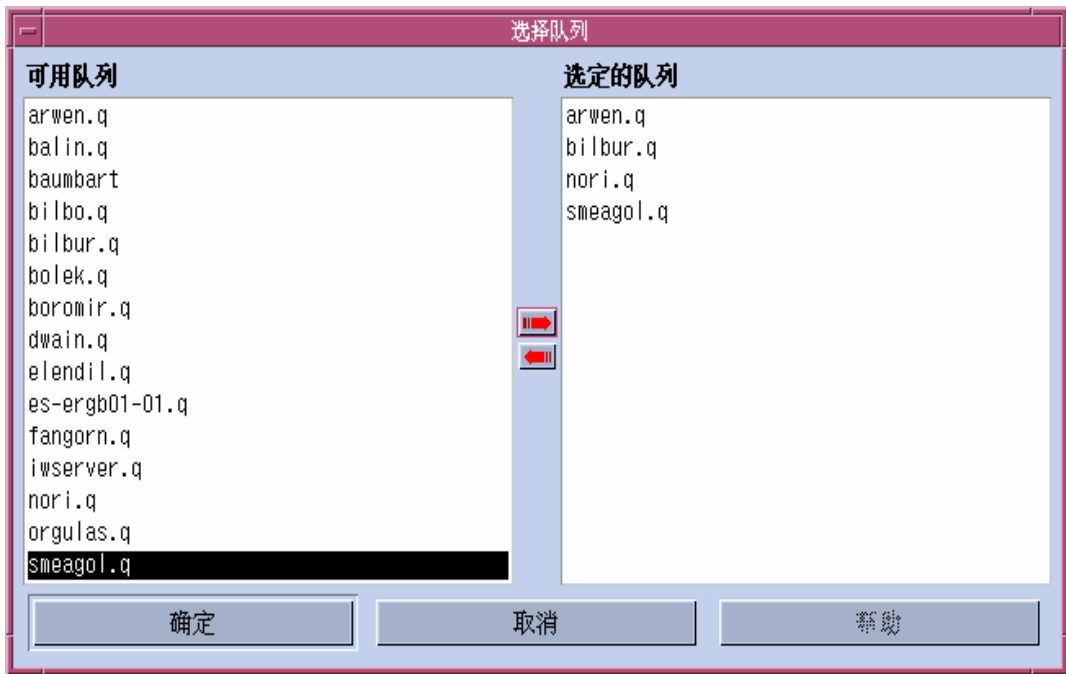 选择队列
可用队列
arwen.q
balin.q
baumbart
bilbo.q
bilbur.q
bolek.q
boromir.q
dwain.q
elendil.q
es-ergb01-01.q
fangorn.q
iwserver.q
nori.q
orgulas.q
smeagol.q
选定的队列
arwen.q
bilbur.q
nori.q
smeagol.q
确定
取消
帮助